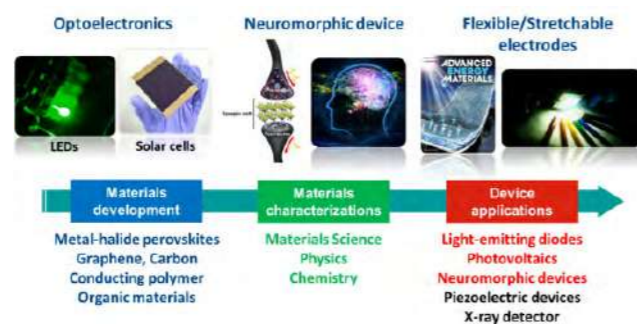 Optoelectronics
Neuromorphic device
Flexible/Stretchable
electrodes
ADVANCED
ENERGY
MATERIALS
LEDs
Solar cells
Materials
development
Materials
characterizations
Device
applications
Metal-halide perovskites
Graphene, Carbon
Conducting polymer
Organic materials
Materials Science
Physics
Chemistry
Light-emitting diodes
Photovoltaics
Neuromorphic devices
Piezoelectric devices
X-ray detector